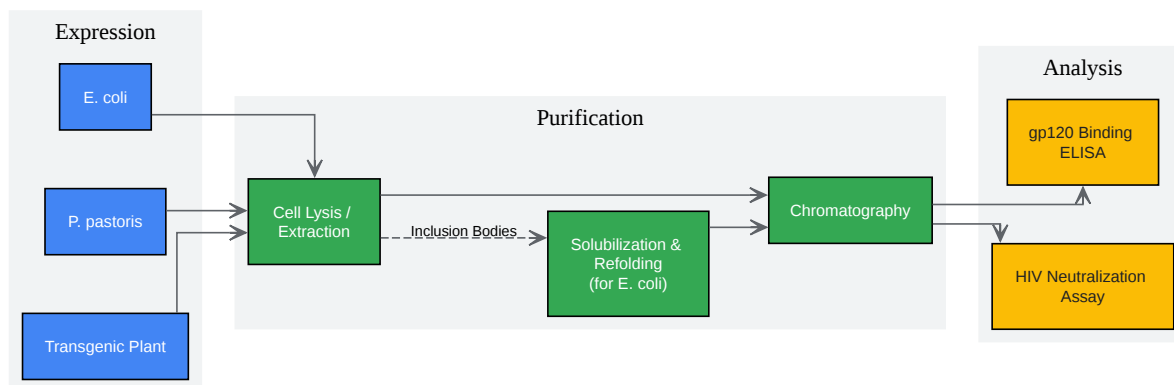 Expression
E. coli
P. pastoris
Transgenic Plant
Purification
Cell Lysis /
Extraction
Inclusion Bodies
Solubilization &
Refolding
(for E. coli)
Chromatography
Analysis
gp120 Binding
ELISA
HIV Neutralization
Assay